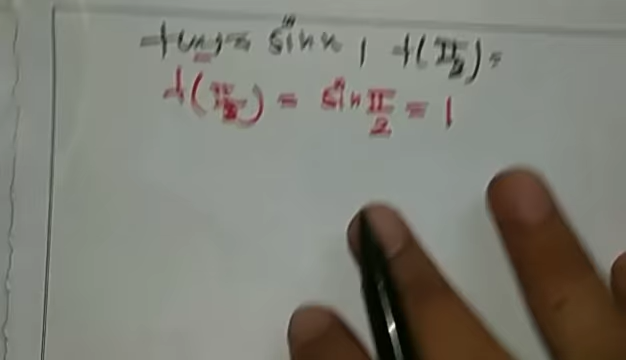 f(x) = sin x , f(π/2) =
f(π/2) = sin π/2 = 1